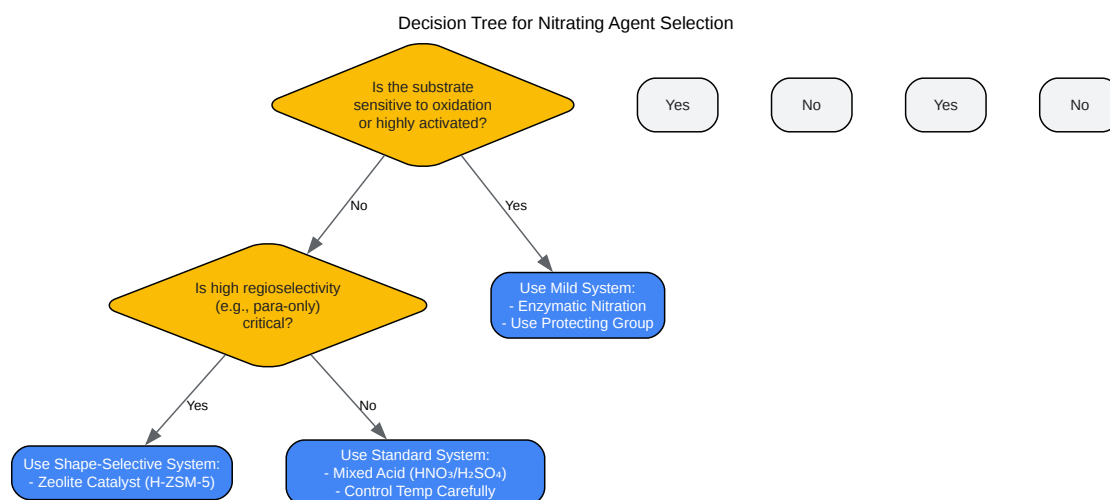 Decision Tree for Nitrating Agent Selection
Is the substrate
sensitive to oxidation
or highly activated?
Yes
No
Yes
No
No
Yes
Is high regioselectivity
(e.g., para-only)
critical?
Use Mild System:
- Enzymatic Nitration
- Use Protecting Group
Yes
No
Use Shape-Selective System:
- Zeolite Catalyst (H-ZSM-5)
Use Standard System:
- Mixed Acid (HNO₃/H₂SO₄)
- Control Temp Carefully